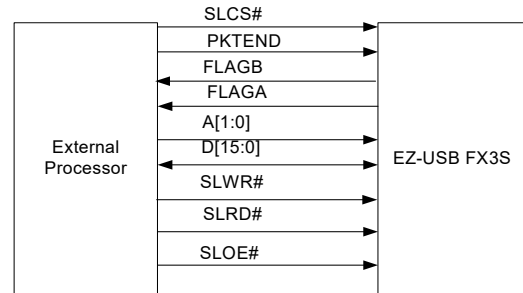 SLCS#
PKTEND
FLAGB
FLAGA
A[1:0]
D[15:0]
SLWR#
SLRD#
SLOE#
External
Processor
EZ-USB FX3S